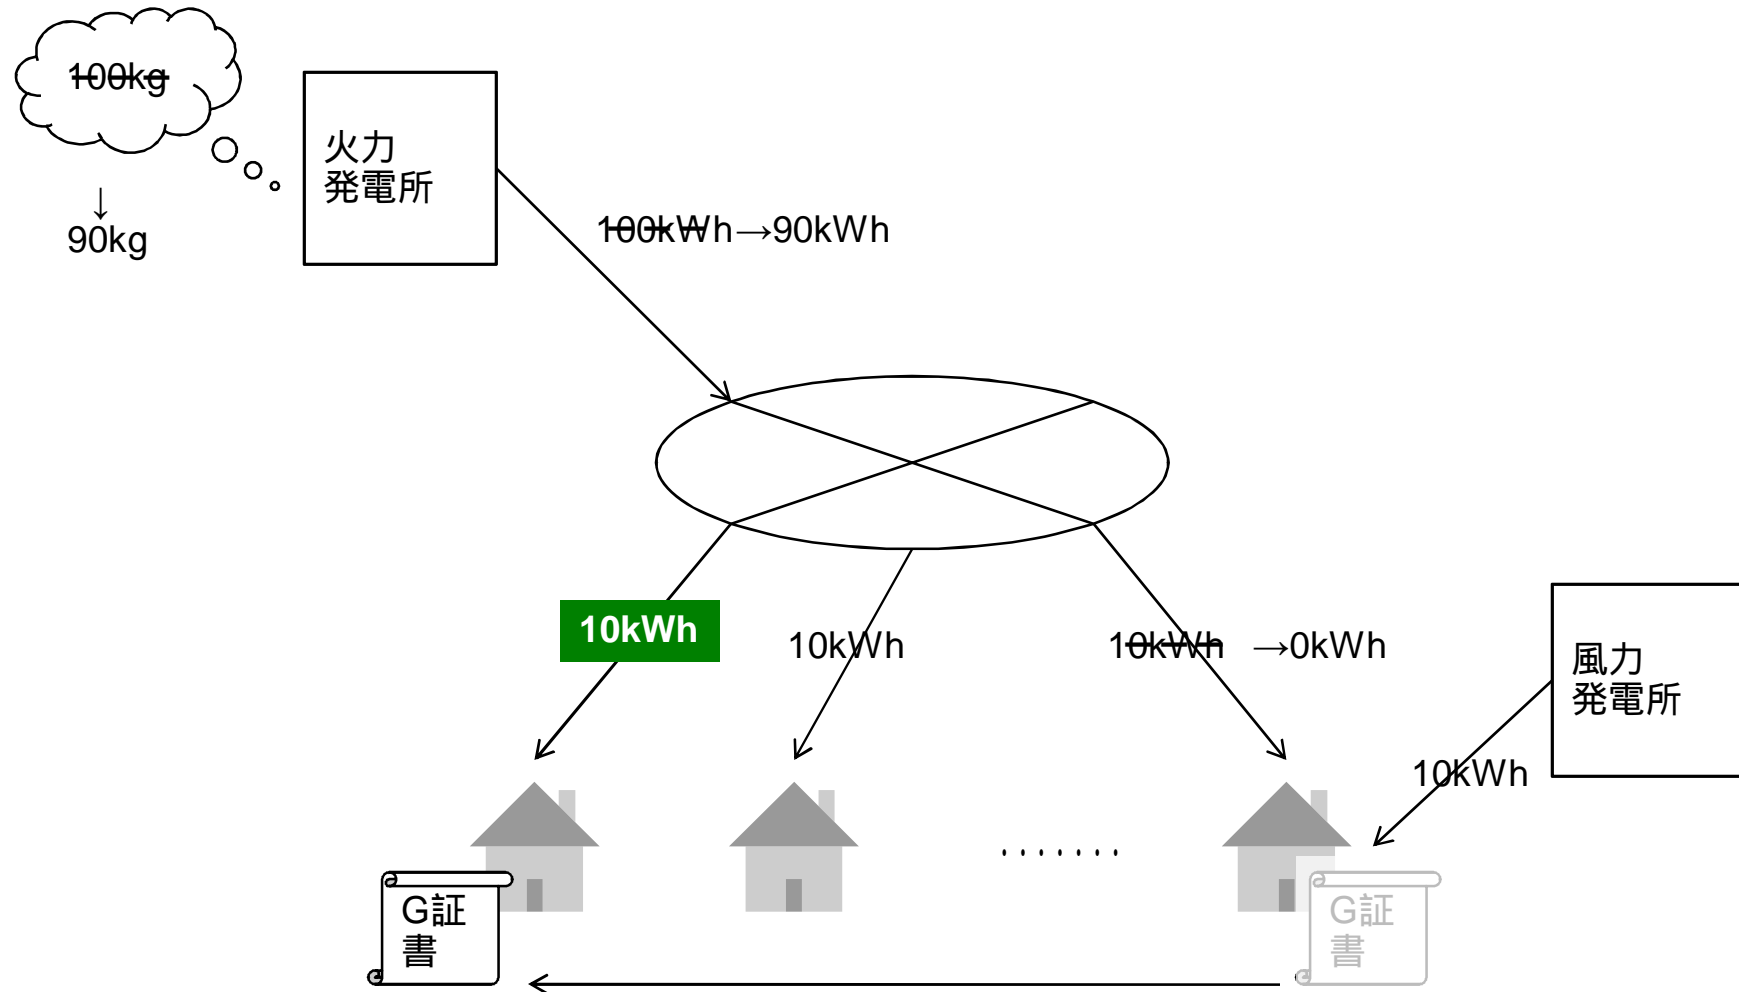 100kg
↓
90kg
火力
発電所
100kWh→90kWh
10kWh
10kWh
10kWh →0kWh
風力
発電所
10kWh
.......
G証
書
G証
書